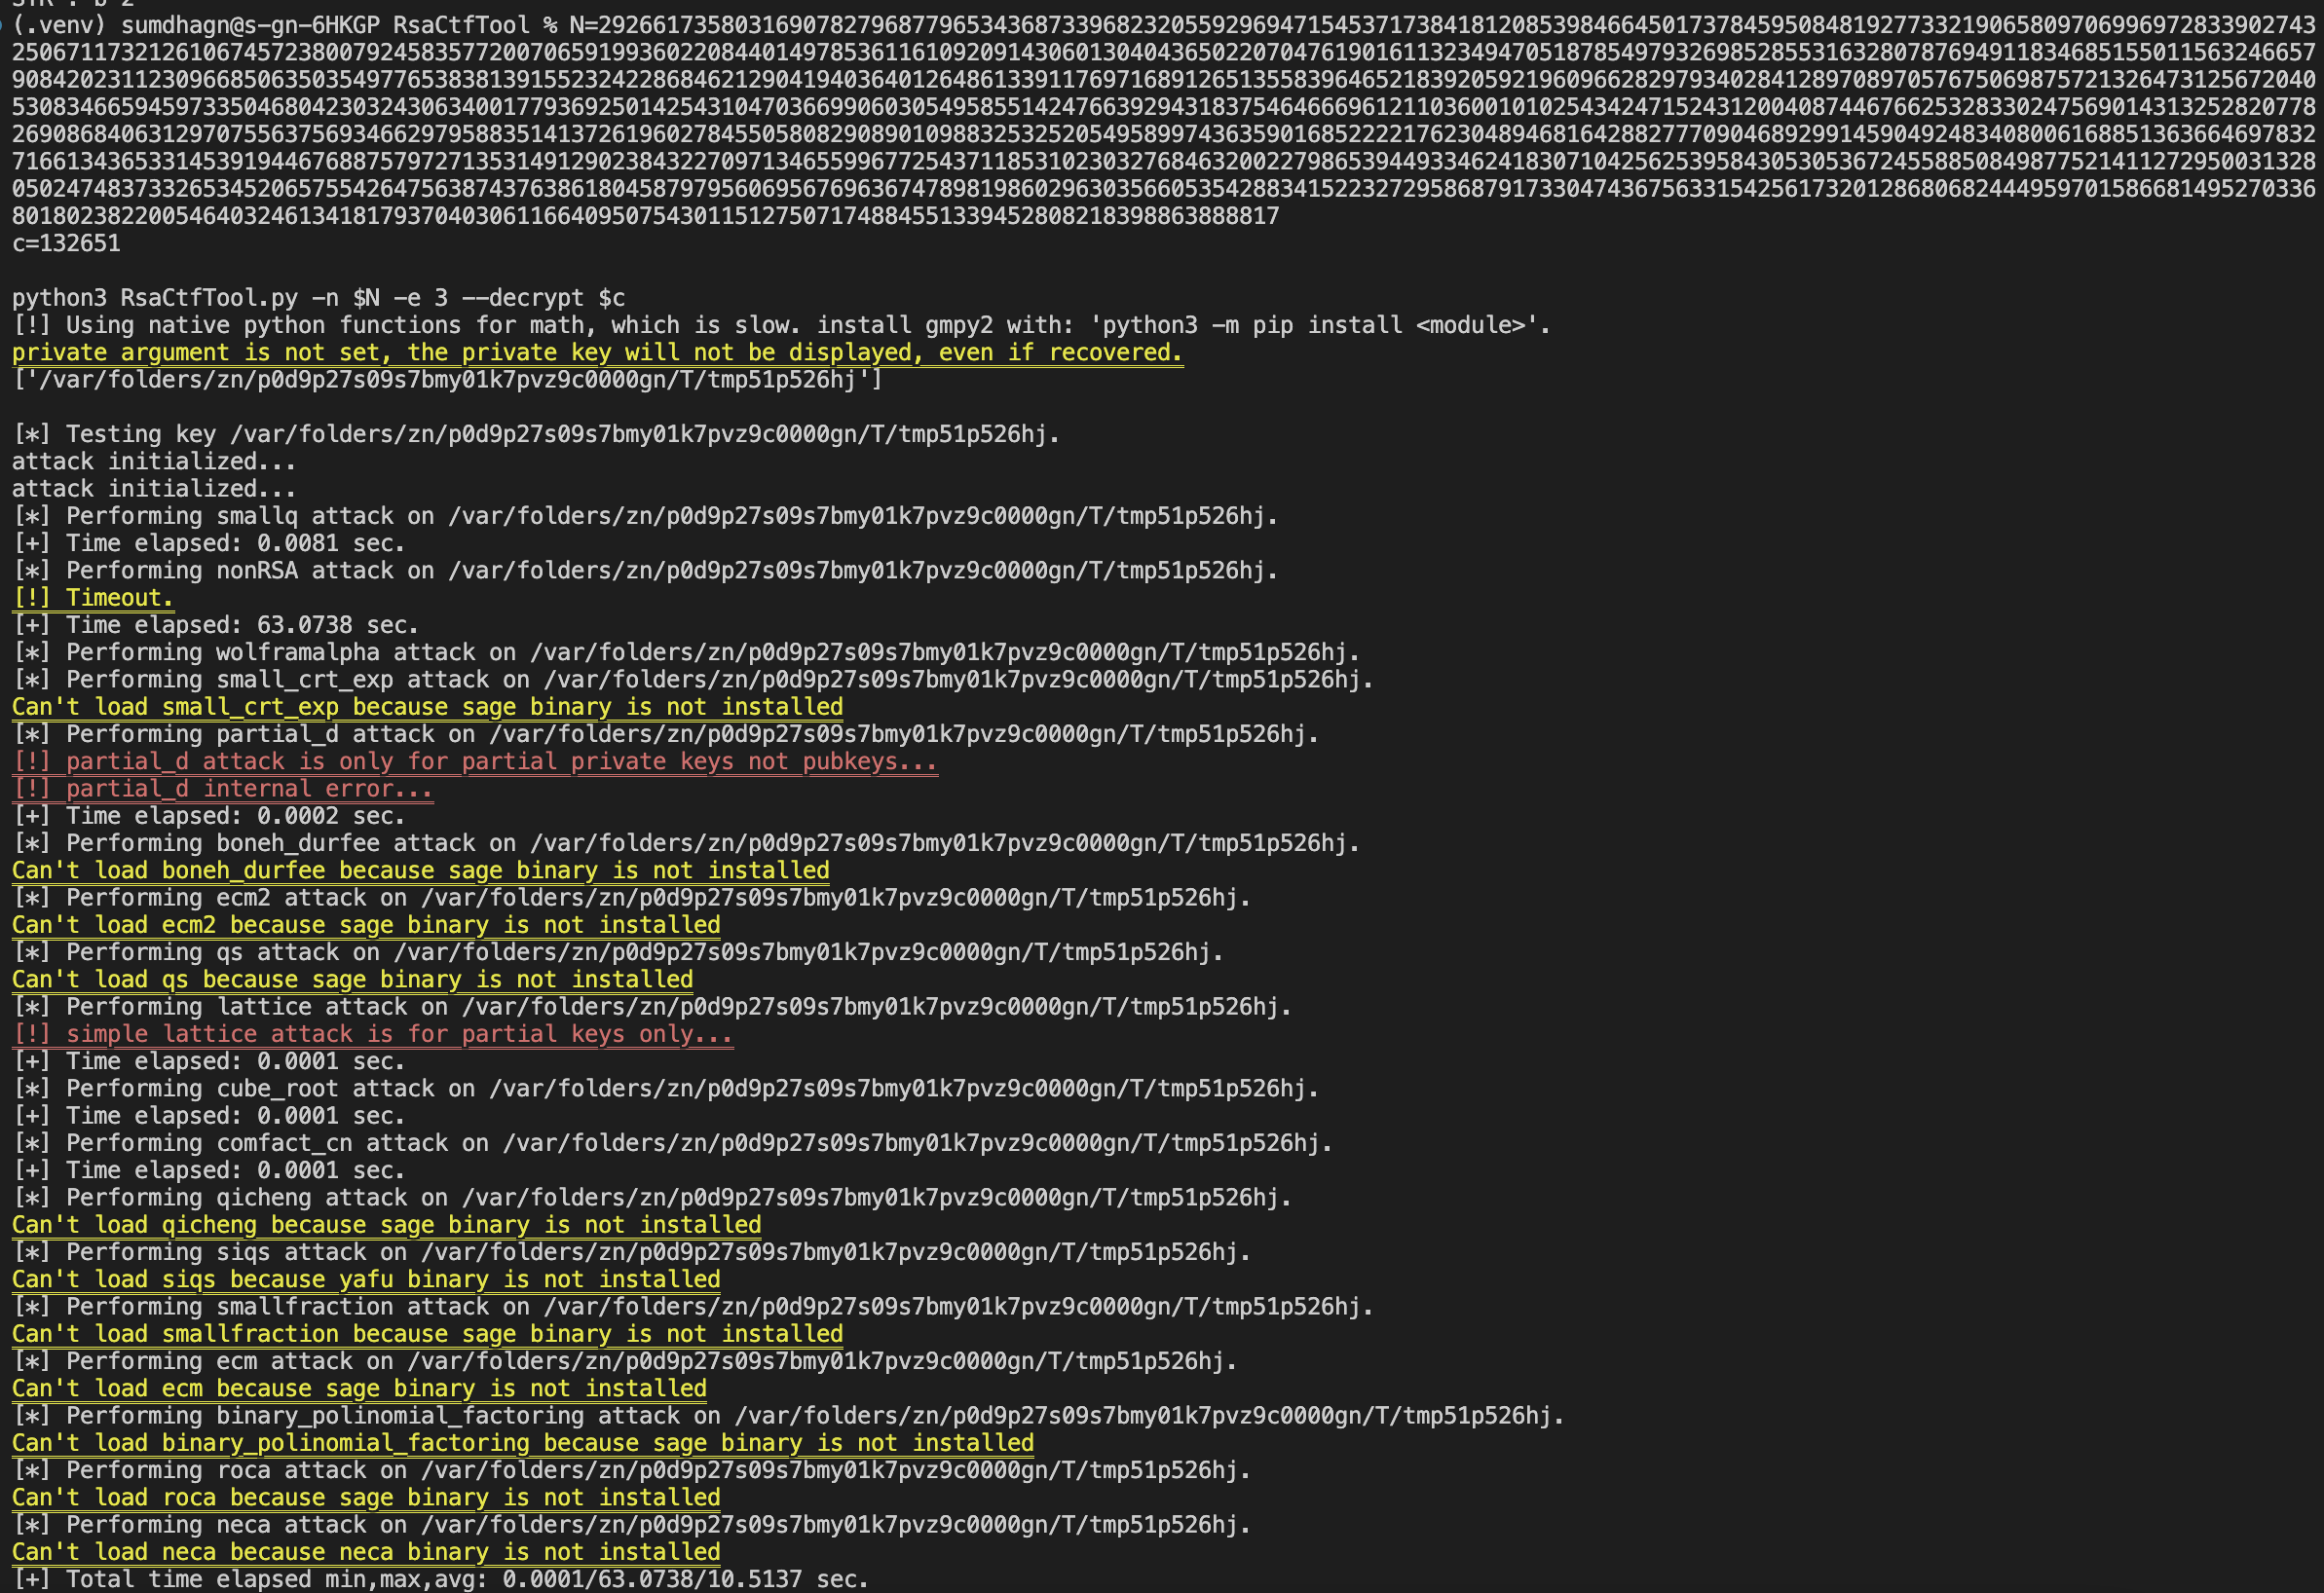 (.venv) sumdhagn@s-gn-6HKGP RsaCtfTool % N=292661735803169078279687796534368733968232055929694715453717384181208539846645017378459508481927733219065809706996972833902743
250671173212610674572380079245835772007065919936022084401497853611610920914306013040436502207047619016113234947051878549793269852855316328078769491183468515501156324665​7
908420231123096685063503549776538381391552324228684621290419403640126486133911769716891265135583964652183920592196096628297934028412897089705767506987572132647312567204​0
530834665945973350468042303243063400177936925014254310470366990603054958551424766392943183754646669612110360010102543424715243120040874467662532833024756901431325282077​8
269086840631297075563756934662979588351413726196027845505808290890109883253252054958997436359016852222176230489468164288277709046892991459049248340800616885136366469783​2
716613436533145391944676887579727135314912902384322709713465599677254371185310230327684632002279865394493346241830710425625395843053053672455885084987752141127295003132​8
050247483733265345206575542647563874376386180458797956069567696367478981986029630356605354288341522327295868791733047436756331542561732012868068244495970158668149527033​6
801802382200546403246134181793704030611664095075430115127507174884551339452808218398863888817
c=132651
python3 RsaCtfTool.py -n $N -e 3 --decrypt $c
[!] Using native python functions for math, which is slow. install gmpy2 with: 'python3 -m pip install <module>'.
private argument is not set, the private key will not be displayed, even if recovered.
['/var/folders/zn/p0d9p27s09s7bmy01k7pvz9c0000gn/T/tmp51p526hj']
[*] Testing key /var/folders/zn/p0d9p27s09s7bmy01k7pvz9c0000gn/T/tmp51p526hj.
attack initialized...
attack initialized...
[*] Performing smallq attack on /var/folders/zn/p0d9p27s09s7bmy01k7pvz9c0000gn/T/tmp51p526hj.
[+] Time elapsed: 0.0081 sec.
[*] Performing nonRSA attack on /var/folders/zn/p0d9p27s09s7bmy01k7pvz9c0000gn/T/tmp51p526hj.
[!] Timeout.
[+] Time elapsed: 63.0738 sec.
[*] Performing wolframalpha attack on /var/folders/zn/p0d9p27s09s7bmy01k7pvz9c0000gn/T/tmp51p526hj.
[*] Performing small_crt_exp attack on /var/folders/zn/p0d9p27s09s7bmy01k7pvz9c0000gn/T/tmp51p526hj.
Can't load small_crt_exp because sage binary is not installed
[*] Performing partial_d attack on /var/folders/zn/p0d9p27s09s7bmy01k7pvz9c0000gn/T/tmp51p526hj.
[!] partial_d attack is only for partial private keys not pubkeys...
[!] partial_d internal error...
[+] Time elapsed: 0.0002 sec.
[*] Performing boneh_durfee attack on /var/folders/zn/p0d9p27s09s7bmy01k7pvz9c0000gn/T/tmp51p526hj.
Can't load boneh_durfee because sage binary is not installed
[*] Performing ecm2 attack on /var/folders/zn/p0d9p27s09s7bmy01k7pvz9c0000gn/T/tmp51p526hj.
Can't load ecm2 because sage binary is not installed
[*] Performing qs attack on /var/folders/zn/p0d9p27s09s7bmy01k7pvz9c0000gn/T/tmp51p526hj.
Can't load qs because sage binary is not installed
[*] Performing lattice attack on /var/folders/zn/p0d9p27s09s7bmy01k7pvz9c0000gn/T/tmp51p526hj.
[!] simple lattice attack is for partial keys only...
[+] Time elapsed: 0.0001 sec.
[*] Performing cube_root attack on /var/folders/zn/p0d9p27s09s7bmy01k7pvz9c0000gn/T/tmp51p526hj.
[+] Time elapsed: 0.0001 sec.
[*] Performing comfact_cn attack on /var/folders/zn/p0d9p27s09s7bmy01k7pvz9c0000gn/T/tmp51p526hj.
[+] Time elapsed: 0.0001 sec.
[*] Performing qicheng attack on /var/folders/zn/p0d9p27s09s7bmy01k7pvz9c0000gn/T/tmp51p526hj.
Can't load qicheng because sage binary is not installed
[*] Performing siqs attack on /var/folders/zn/p0d9p27s09s7bmy01k7pvz9c0000gn/T/tmp51p526hj.
Can't load siqs because yafu binary is not installed
[*] Performing smallfraction attack on /var/folders/zn/p0d9p27s09s7bmy01k7pvz9c0000gn/T/tmp51p526hj.
Can't load smallfraction because sage binary is not installed
[*] Performing ecm attack on /var/folders/zn/p0d9p27s09s7bmy01k7pvz9c0000gn/T/tmp51p526hj.
Can't load ecm because sage binary is not installed
[*] Performing binary_polinomial_factoring attack on /var/folders/zn/p0d9p27s09s7bmy01k7pvz9c0000gn/T/tmp51p526hj.
Can't load binary_polinomial_factoring because sage binary is not installed
[*] Performing roca attack on /var/folders/zn/p0d9p27s09s7bmy01k7pvz9c0000gn/T/tmp51p526hj.
Can't load roca because sage binary is not installed
[*] Performing neca attack on /var/folders/zn/p0d9p27s09s7bmy01k7pvz9c0000gn/T/tmp51p526hj.
Can't load neca because neca binary is not installed
[+] Total time elapsed min,max,avg: 0.0001/63.0738/10.5137 sec.